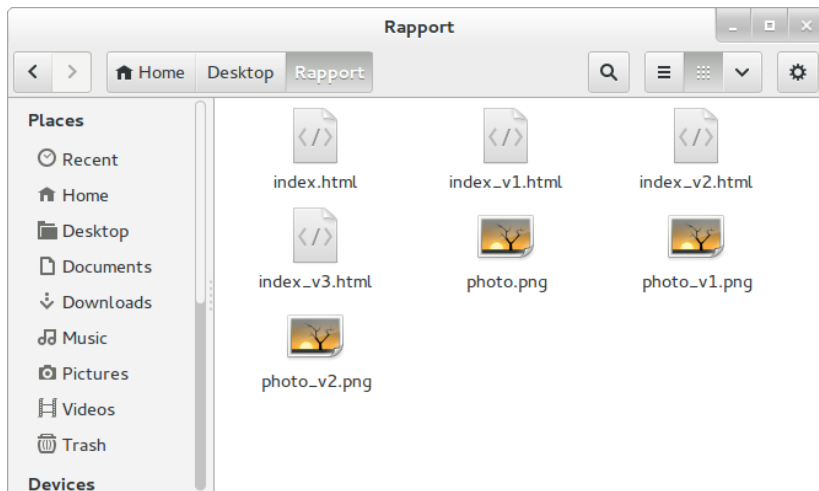 Rapport
Home Desktop Rapport
Places
Recent
Home
Desktop
Documents
Downloads
Music
Pictures
Videos
Trash
Devices
index.html index_v1.html index_v2.html
index_v3.html photo.png photo_v1.png
photo_v2.png